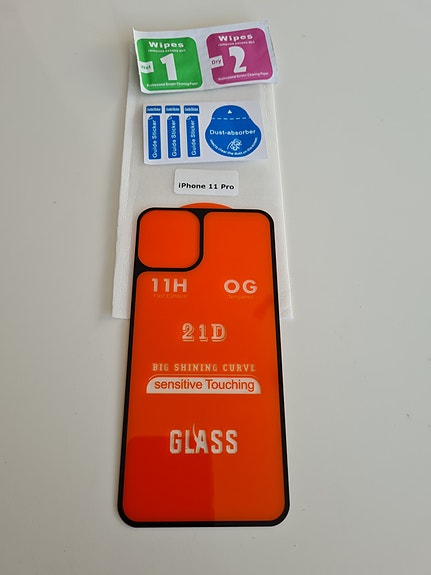 Wipes
1
Wet
Wipes
Dry
2
Guide Sticker
Guide Sticker
Guide Sticker
Dust-absorber
iPhone 11 Pro
11H
OG
Tempered
21D
BIG SHINING CURVE
sensitive Touching
GLASS